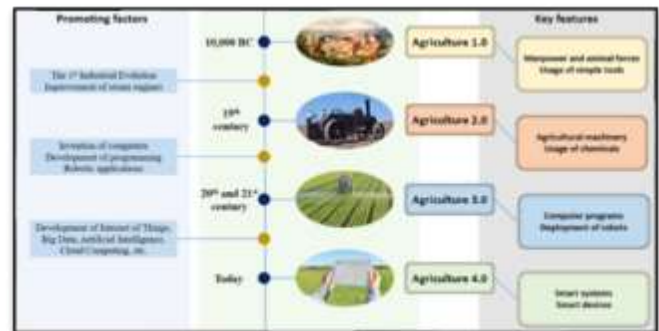 Promoting factors
Key features
10,000 BC
Agriculture 1.0
Manpower and animal forces
Usage of simple tools
The 1st Industrial Evolution
Improvement of steam engines
19th
century
Agriculture 2.0
Agricultural machinery
Usage of chemicals
Invention of computers
Development of programming
Robotic applications
20th and 21st
century
Agriculture 3.0
Computer programs
Deployment of robots
Development of Internet of Things,
Big Data, Artificial Intelligence,
Cloud Computing, etc.
Today
Agriculture 4.0
Smart systems
Smart devices